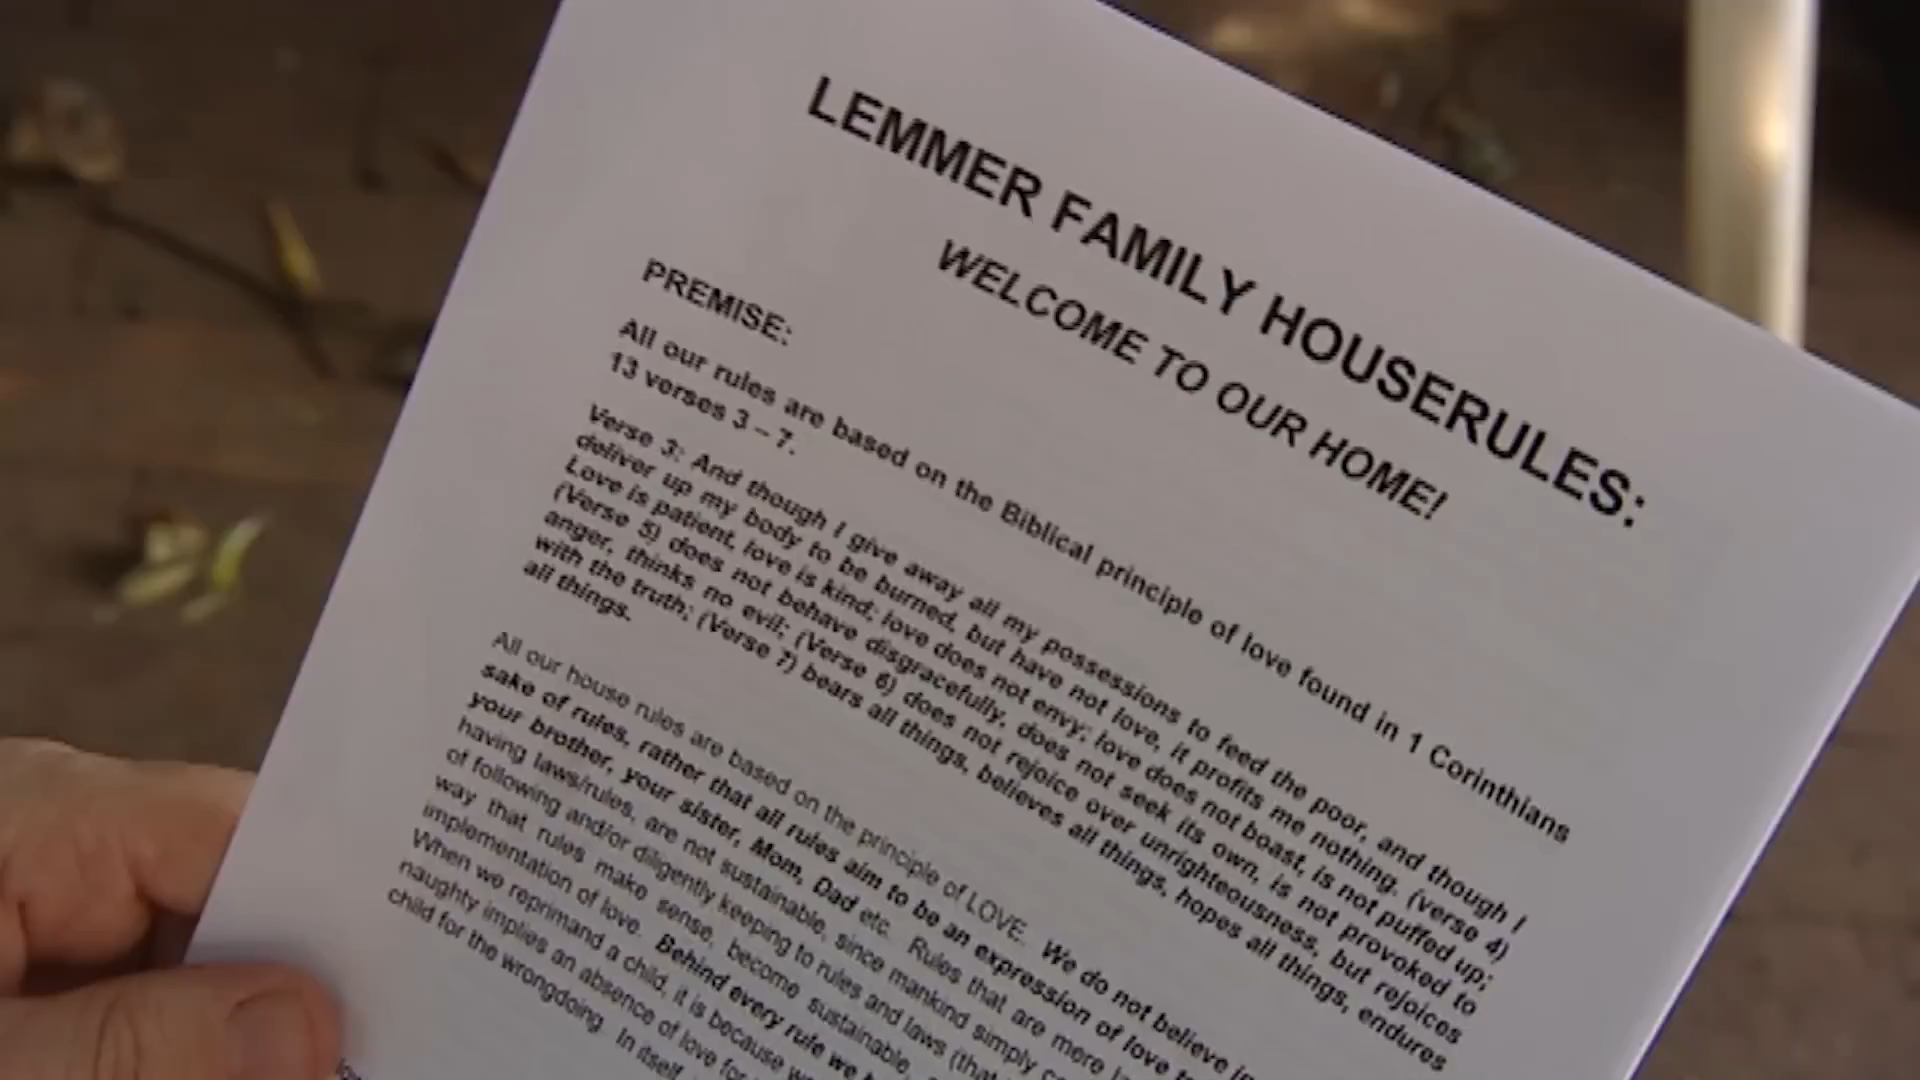 LEMMER FAMILY HOUSERULES:
WELCOME TO OUR HOME!
PREMISE:
All our rules are based on the Biblical principle of love found in 1 Corinthians
13 verses 3 – 7.
Verse 3: And though I give away all my possessions to feed the poor, and though I
deliver up my body to be burned, but have not love, it profits me nothing. (verse 4)
Love is patient, love is kind; love does not envy; love does not boast, is not puffed up;
(Verse 5) does not behave disgracefully, does not seek its own, is not provoked to
anger, thinks no evil; (Verse 6) does not rejoice over unrighteousness, but rejoices
with the truth; (Verse 7) bears all things, believes all things, hopes all things, endures
all things.
All our house rules are based on the principle of LOVE. We do not believe in
sake of rules, rather that all rules aim to be an expression of love
your brother, your sister, Mom, Dad etc. Rules that are mere
having laws/rules, are not sustainable, since mankind simply
of following and/or diligently keeping to rules and laws (that
way that rules make sense, become sustainable,
implementation of love. Behind every rule we
When we reprimand a child, it is because
naughty implies an absence of love for
child for the wrongdoing. In itself